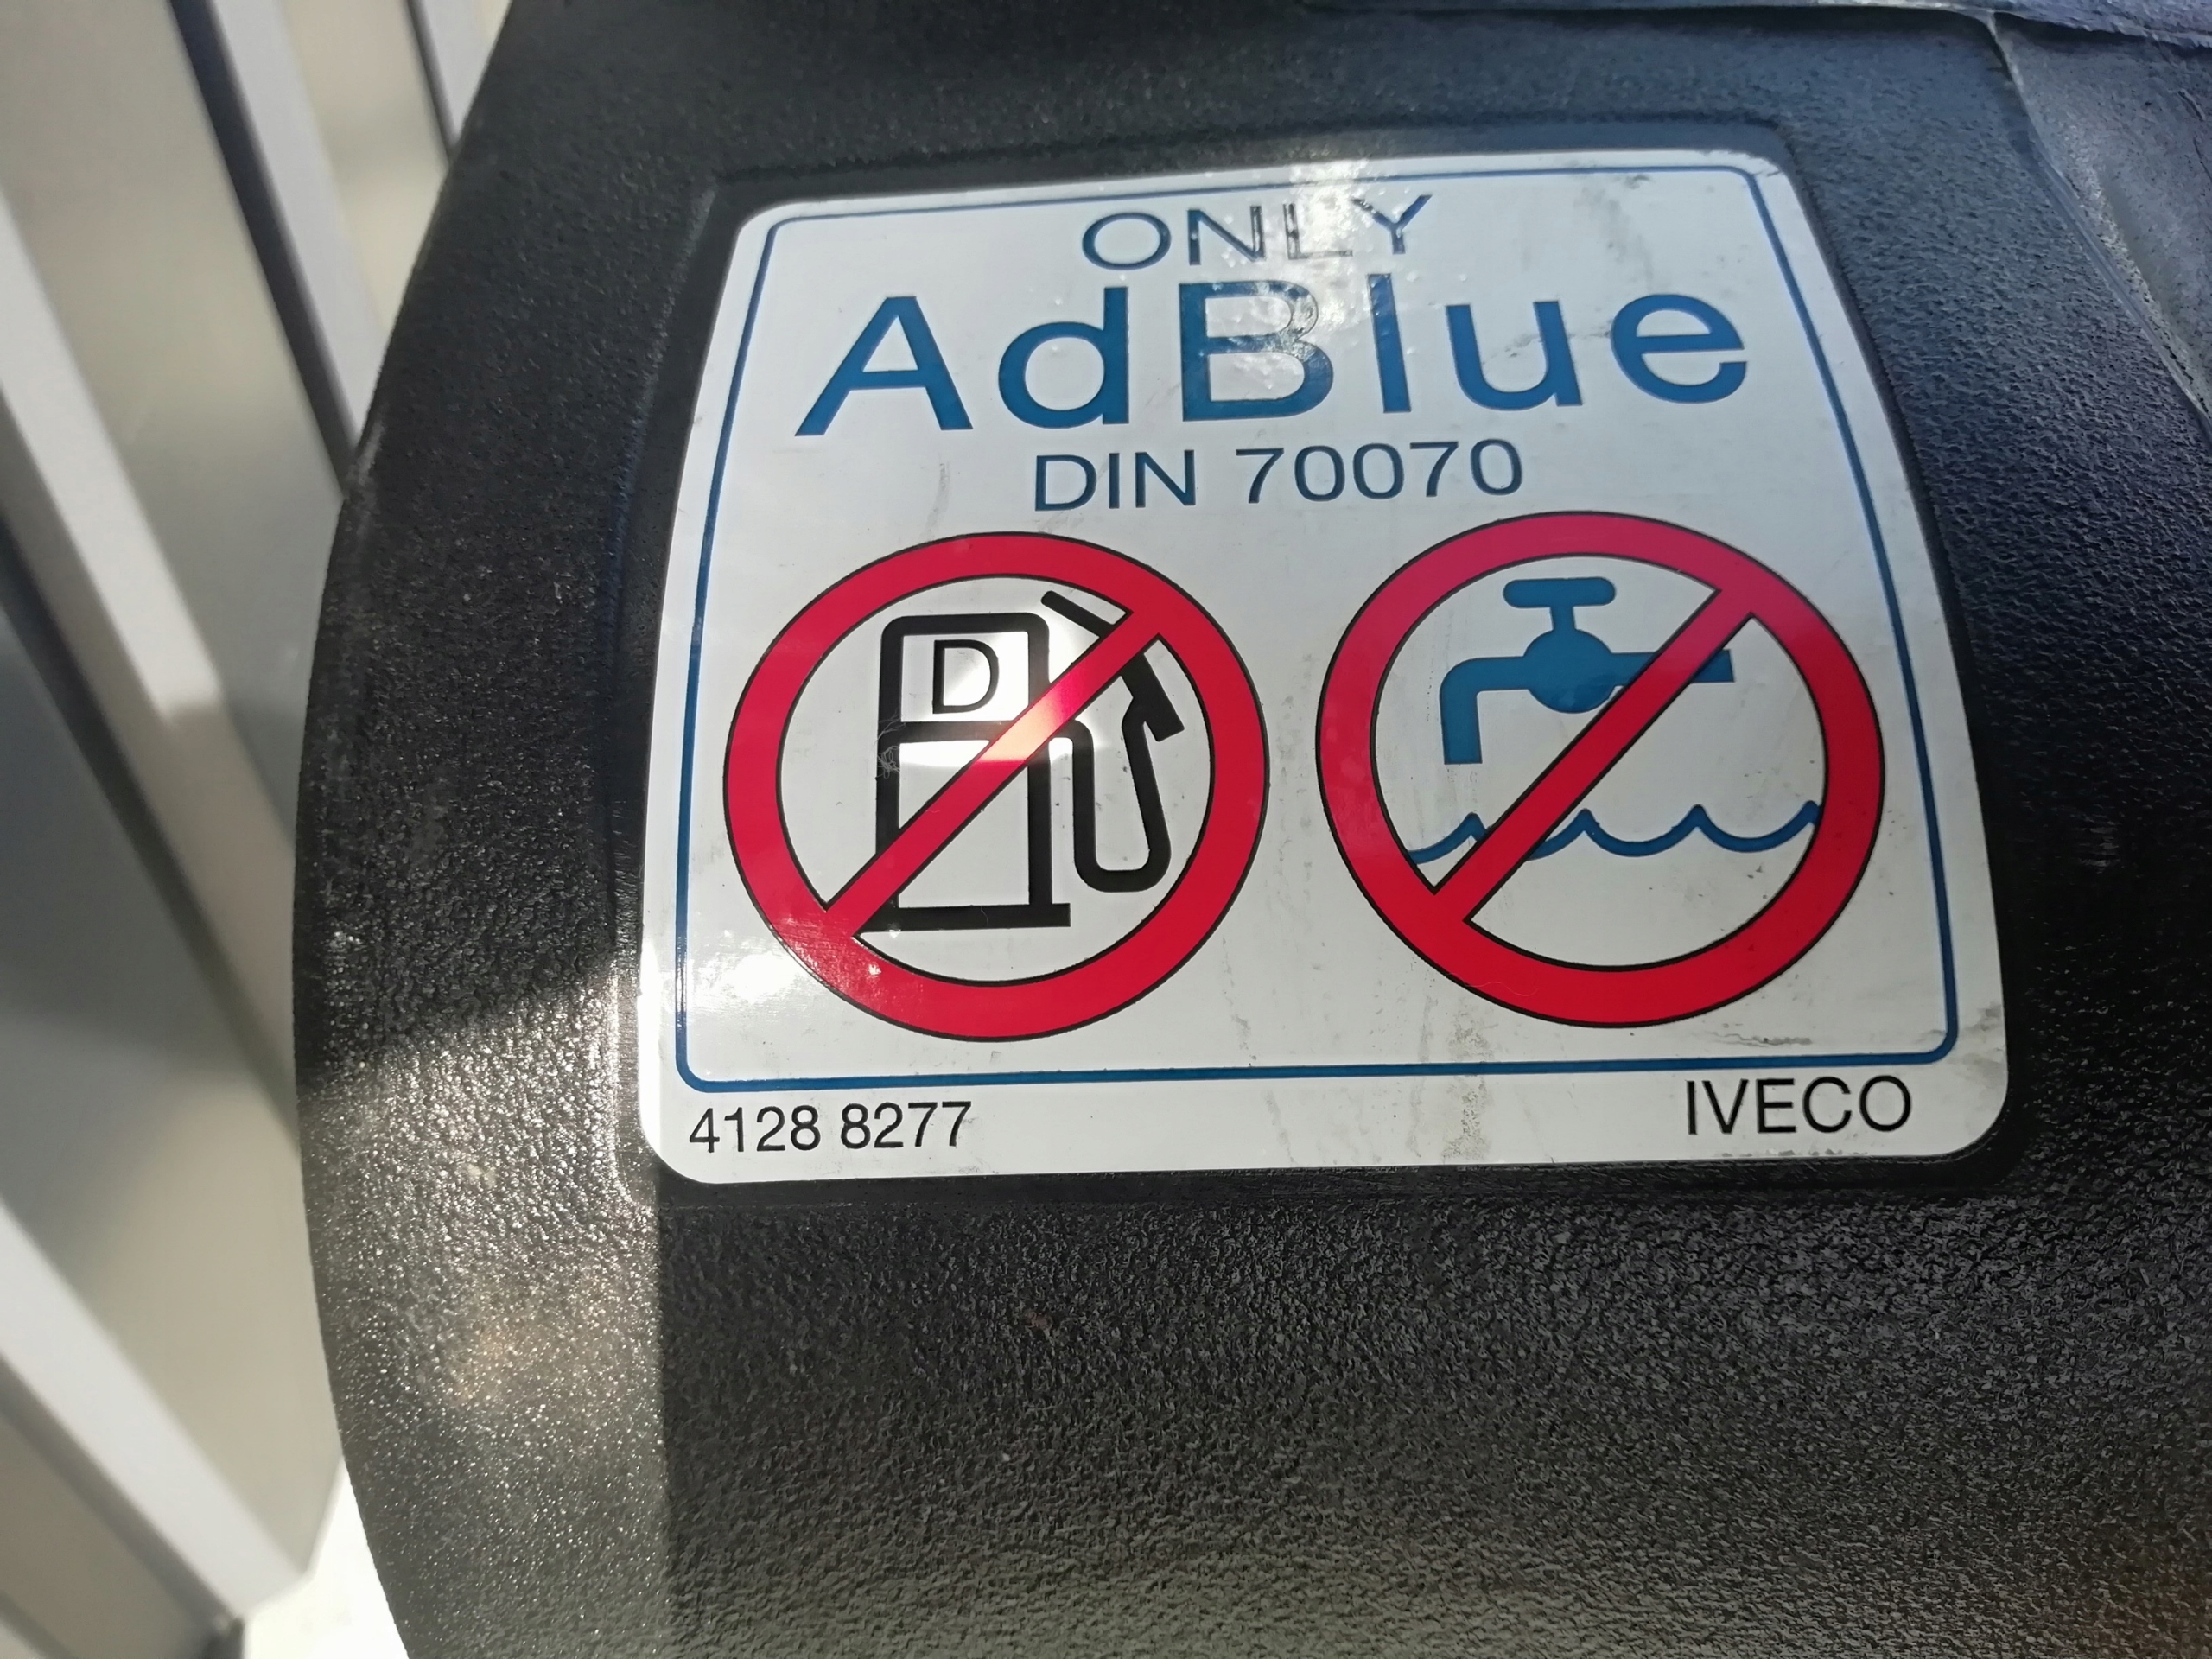 ONLY
AdBlue
DIN 70070
D
4128 8277
IVECO